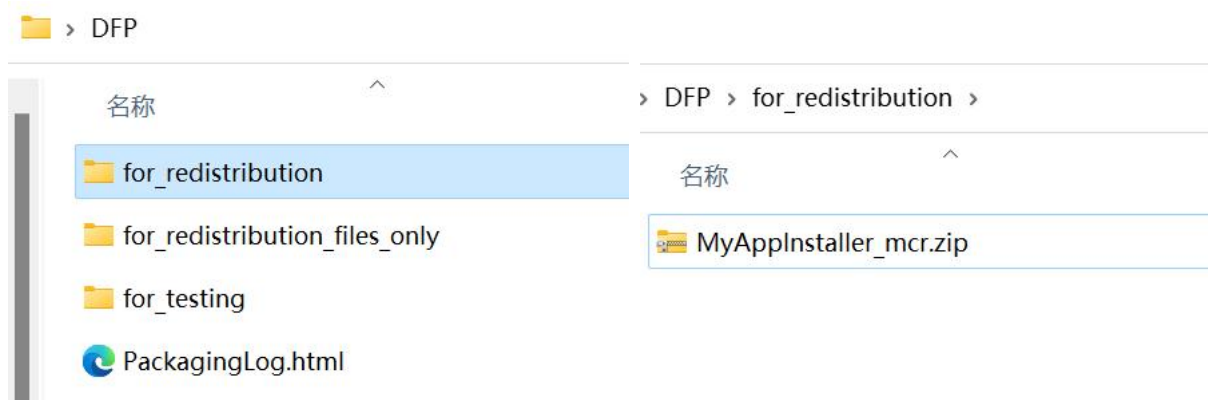 DFP
名称
for_redistribution
for_redistribution_files_only
for_testing
PackagingLog.html
DFP > for_redistribution >
名称
MyAppInstaller_mcr.zip